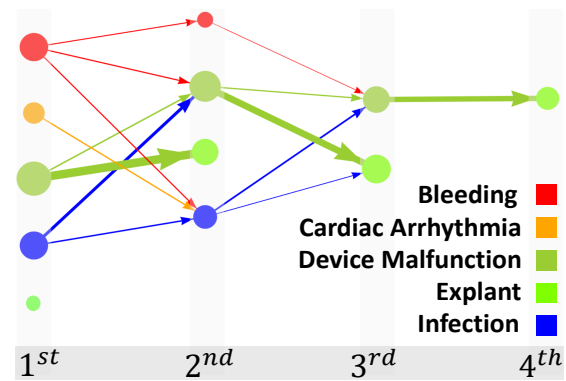 Bleeding
Cardiac Arrhythmia
Device Malfunction
Explant
Infection
1st 2nd 3rd 4th